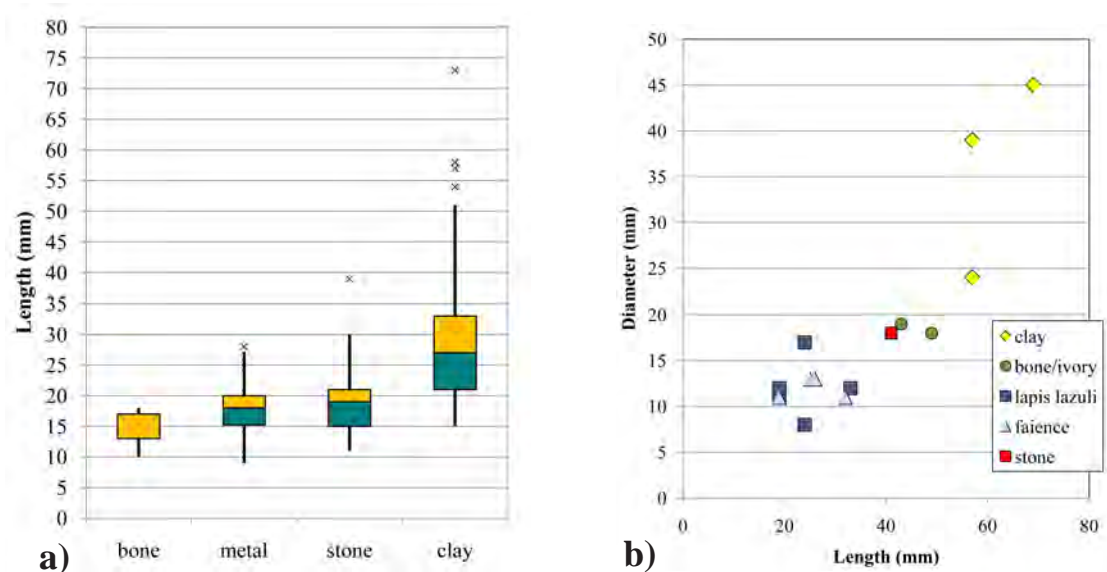 80
75
70
65
60
55
50
45
40
35
30
25
20
15
10
5
0
Length (mm)
bone metal stone clay
a)
50
45
40
35
30
25
20
15
10
5
0
Diameter (mm)
clay
bone/ivory
lapis lazuli
faience
stone
0 20 40 60 80
Length (mm)
b)